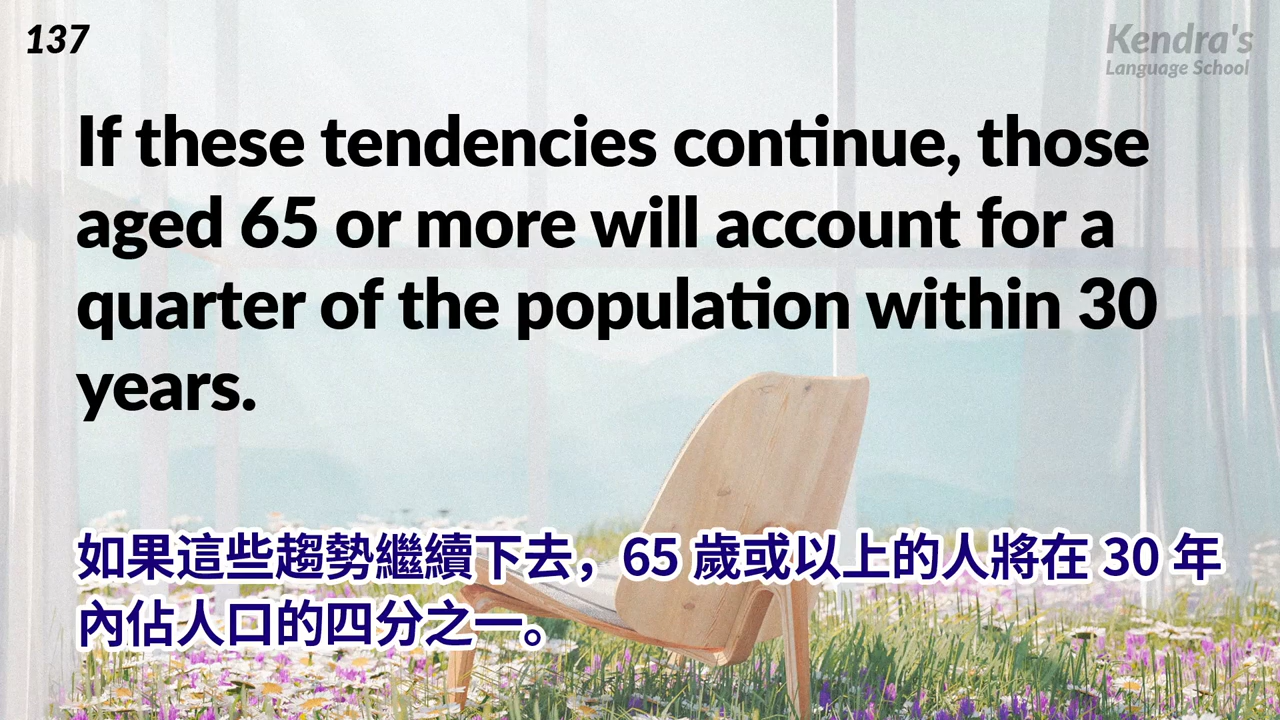 137
Kendra's
Language School
If these tendencies continue, those
aged 65 or more will account for a
quarter of the population within 30
years.
如果這些趨勢繼續下去，65 歲或以上的人將在 30 年
內佔人口的四分之一。